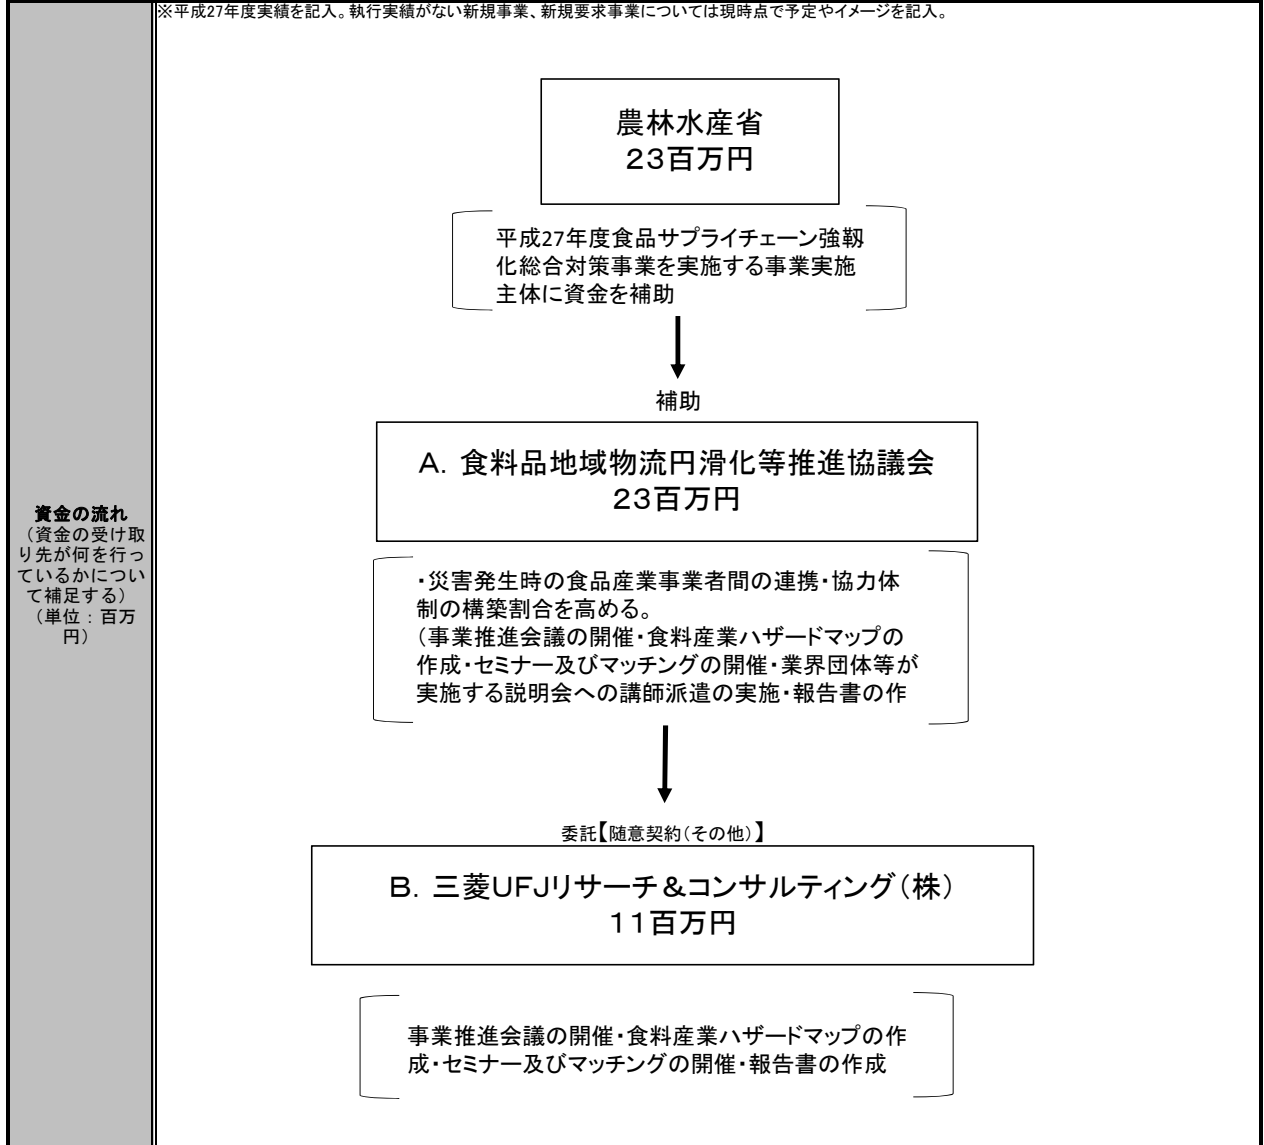 ※平成27年度実績を記入。執行実績がない新規事業、新規要求事業については現時点で予定やイメージを記入。
資金の流れ
（資金の受け取
り先が何を行っ
ているかについ
て補足する）
（単位：百万
円）
農林水産省
２３百万円
平成27年度食品サプライチェーン強靱
化総合対策事業を実施する事業実施
主体に資金を補助
補助
Ａ．食料品地域物流円滑化等推進協議会
２３百万円
・災害発生時の食品産業事業者間の連携・協力体
制の構築割合を高める。
（事業推進会議の開催・食料産業ハザードマップの
作成・セミナー及びマッチングの開催・業界団体等が
実施する説明会への講師派遣の実施・報告書の作
委託【随意契約（その他）】
Ｂ．三菱ＵＦＪリサーチ＆コンサルティング（株）
１１百万円
事業推進会議の開催・食料産業ハザードマップの作
成・セミナー及びマッチングの開催・報告書の作成